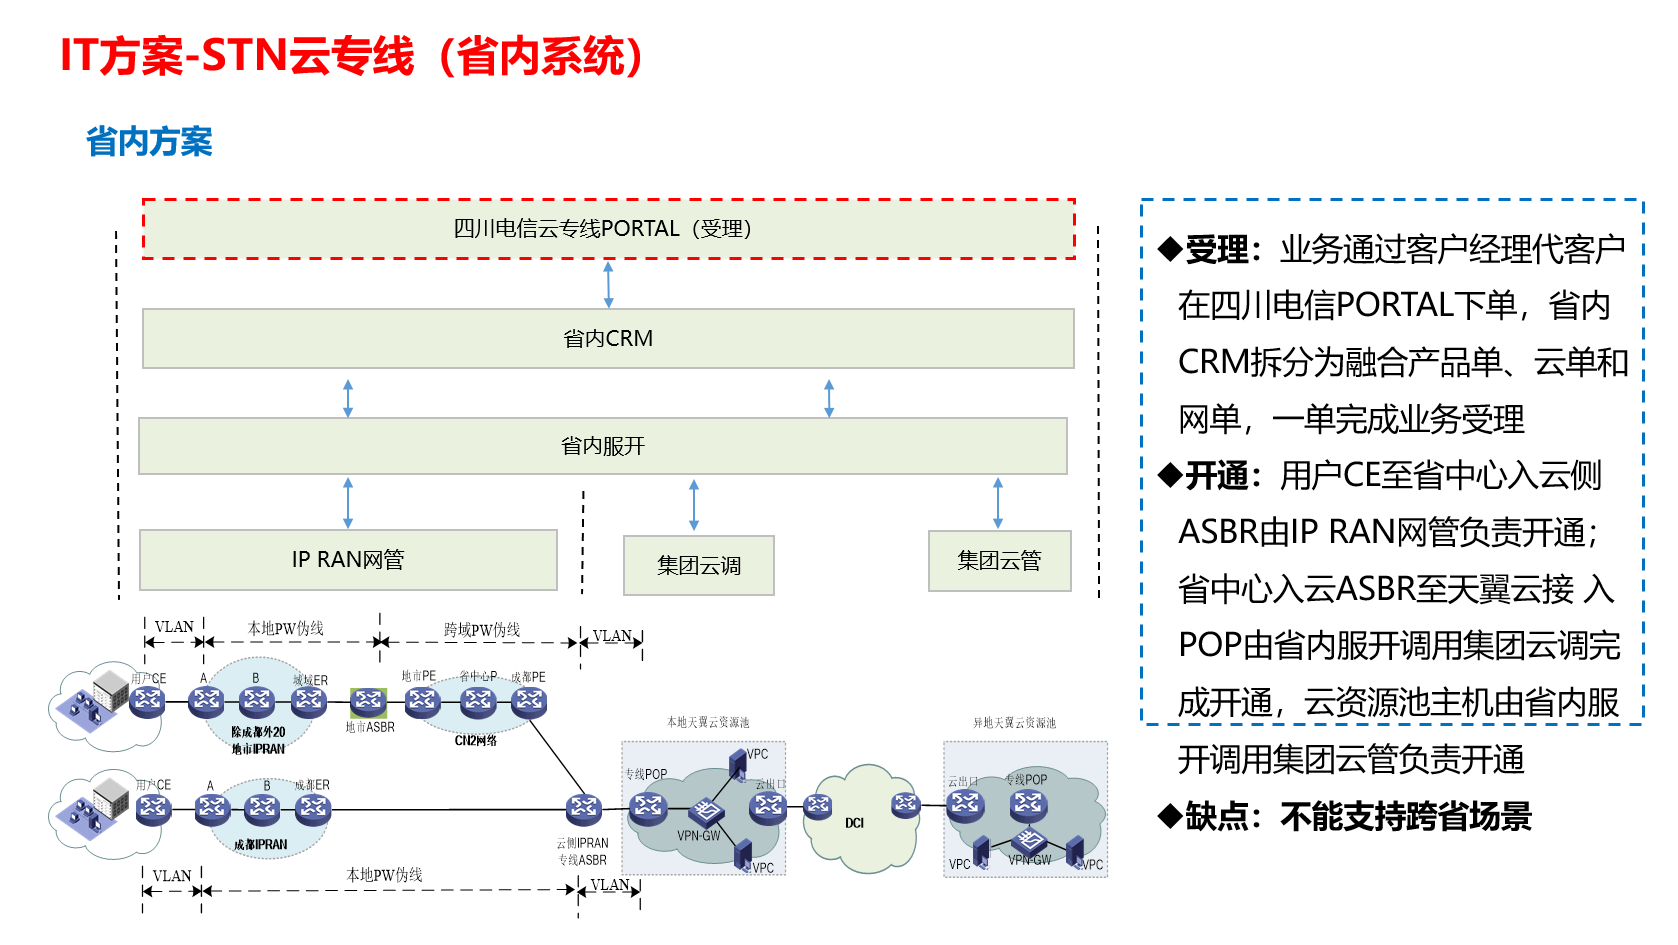 IT方案-STN云专线（省内系统）
省内方案
四川电信云专线PORTAL（受理）
省内CRM
省内服开
IP RAN网管
集团云调
集团云管
VLAN
本地PW伪线
跨域PW伪线
VLAN
用户CE
A
B
域域ER
地市ASBR
地市PE
省中心P
成都PE
除成都外20
地市IPRAN
CN2网络
用户CE
A
B
成都ER
成都IPRAN
云侧IPRAN
专线ASBR
本地天翼云资源池
专线POP
VPC
云出口
VPN-GW
VPC
DCI
异地天翼云资源池
云出口
专线POP
VPC
VPN-GW
VPC
VLAN
本地PW伪线
VLAN
◆受理：业务通过客户经理代客户
在四川电信PORTAL下单，省内
CRM拆分为融合产品单、云单和
网单，一单完成业务受理
◆开通：用户CE至省中心入云侧
ASBR由IP RAN网管负责开通；
省中心入云ASBR至天翼云接 入
POP由省内服开调用集团云调完
成开通，云资源池主机由省内服
开调用集团云管负责开通
◆缺点：不能支持跨省场景